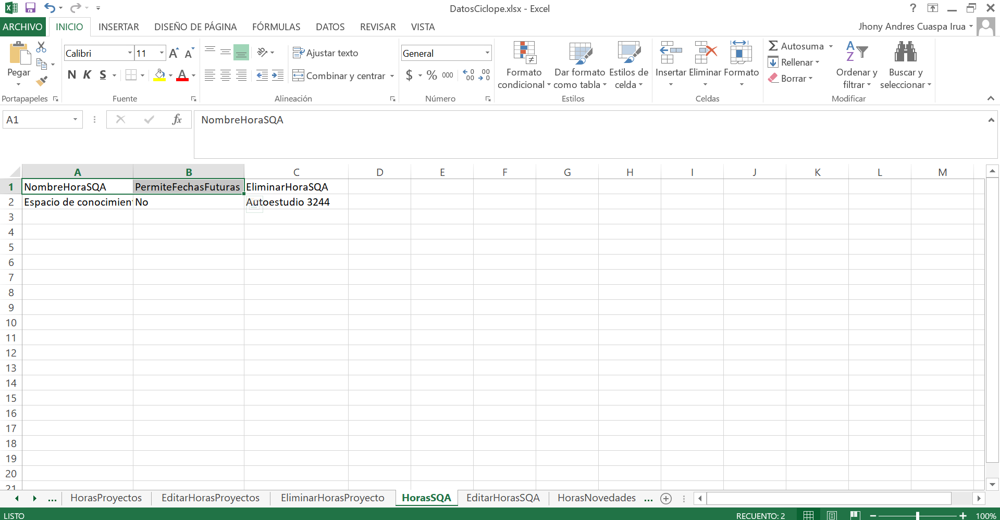 DatosCiclope.xlsx - Excel
?
ARCHIVO INICIO INSERTAR DISEÑO DE PÁGINA FÓRMULAS DATOS REVISAR VISTA Jhony Andres Cuaspa Irua
Pegar
Portapapeles
Calibri 11
N K S
Fuente
Ajustar texto
Combinar y centrar
Alineación
General
$ % 000
Número
Formato condicional
Dar formato como tabla
Estilos de celda
Estilos
Insertar Eliminar Formato
Celdas
Autosuma
Rellenar
Borrar
Ordenar y filtrar
Buscar y seleccionar
Modificar
A1 fx NombreHoraSQA
A B C D E F G H I J K L M
1 NombreHoraSQA PermiteFechasFuturas EliminarHoraSQA
2 Espacio de conocimien No Autoestudio 3244
3
4
5
6
7
8
9
10
11
12
13
14
15
16
17
18
19
20
21
... HorasProyectos EditarHorasProyectos EliminarHorasProyecto HorasSQA EditarHorasSQA HorasNovedades ...
LISTO RECUENTO: 2 100%